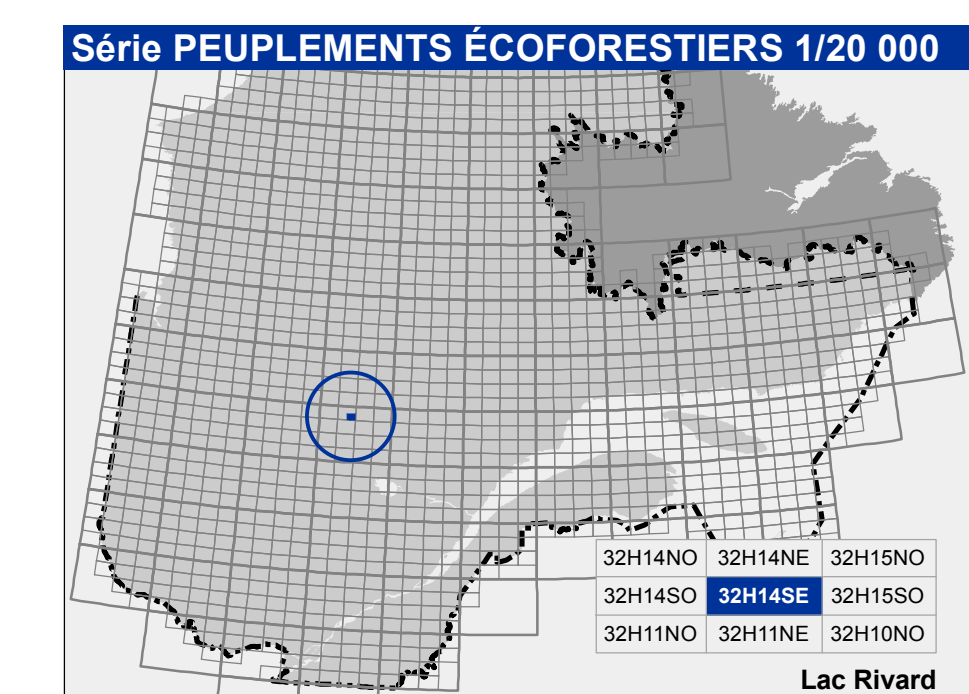 Série PEUPLEMENTS ÉCOFORESTIERS 1/20 000
32H14NO 32H14NE 32H15NO
32H14SO 32H14SE 32H15SO
32H11NO 32H11NE 32H10NO
Lac Rivard